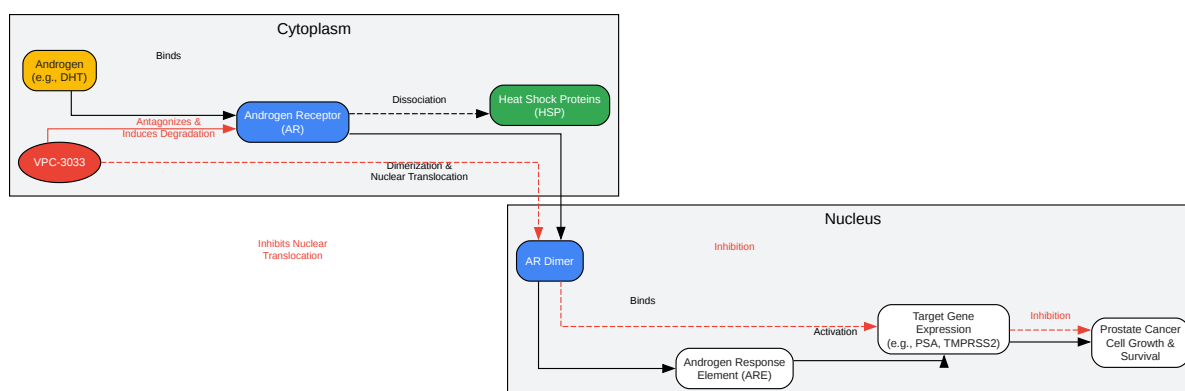 Cytoplasm
Binds
Androgen
(e.g., DHT)
Dissociation
Heat Shock Proteins
(HSP)
Androgen Receptor
(AR)
Antagonizes &
Induces Degradation
VPC-3033
Dimerization &
Nuclear Translocation
Nucleus
Inhibits Nuclear
Translocation
Inhibition
AR Dimer
Binds
Activation
Target Gene
Expression
(e.g., PSA, TMPRSS2)
Inhibition
Prostate Cancer
Cell Growth &
Survival
Androgen Response
Element (ARE)